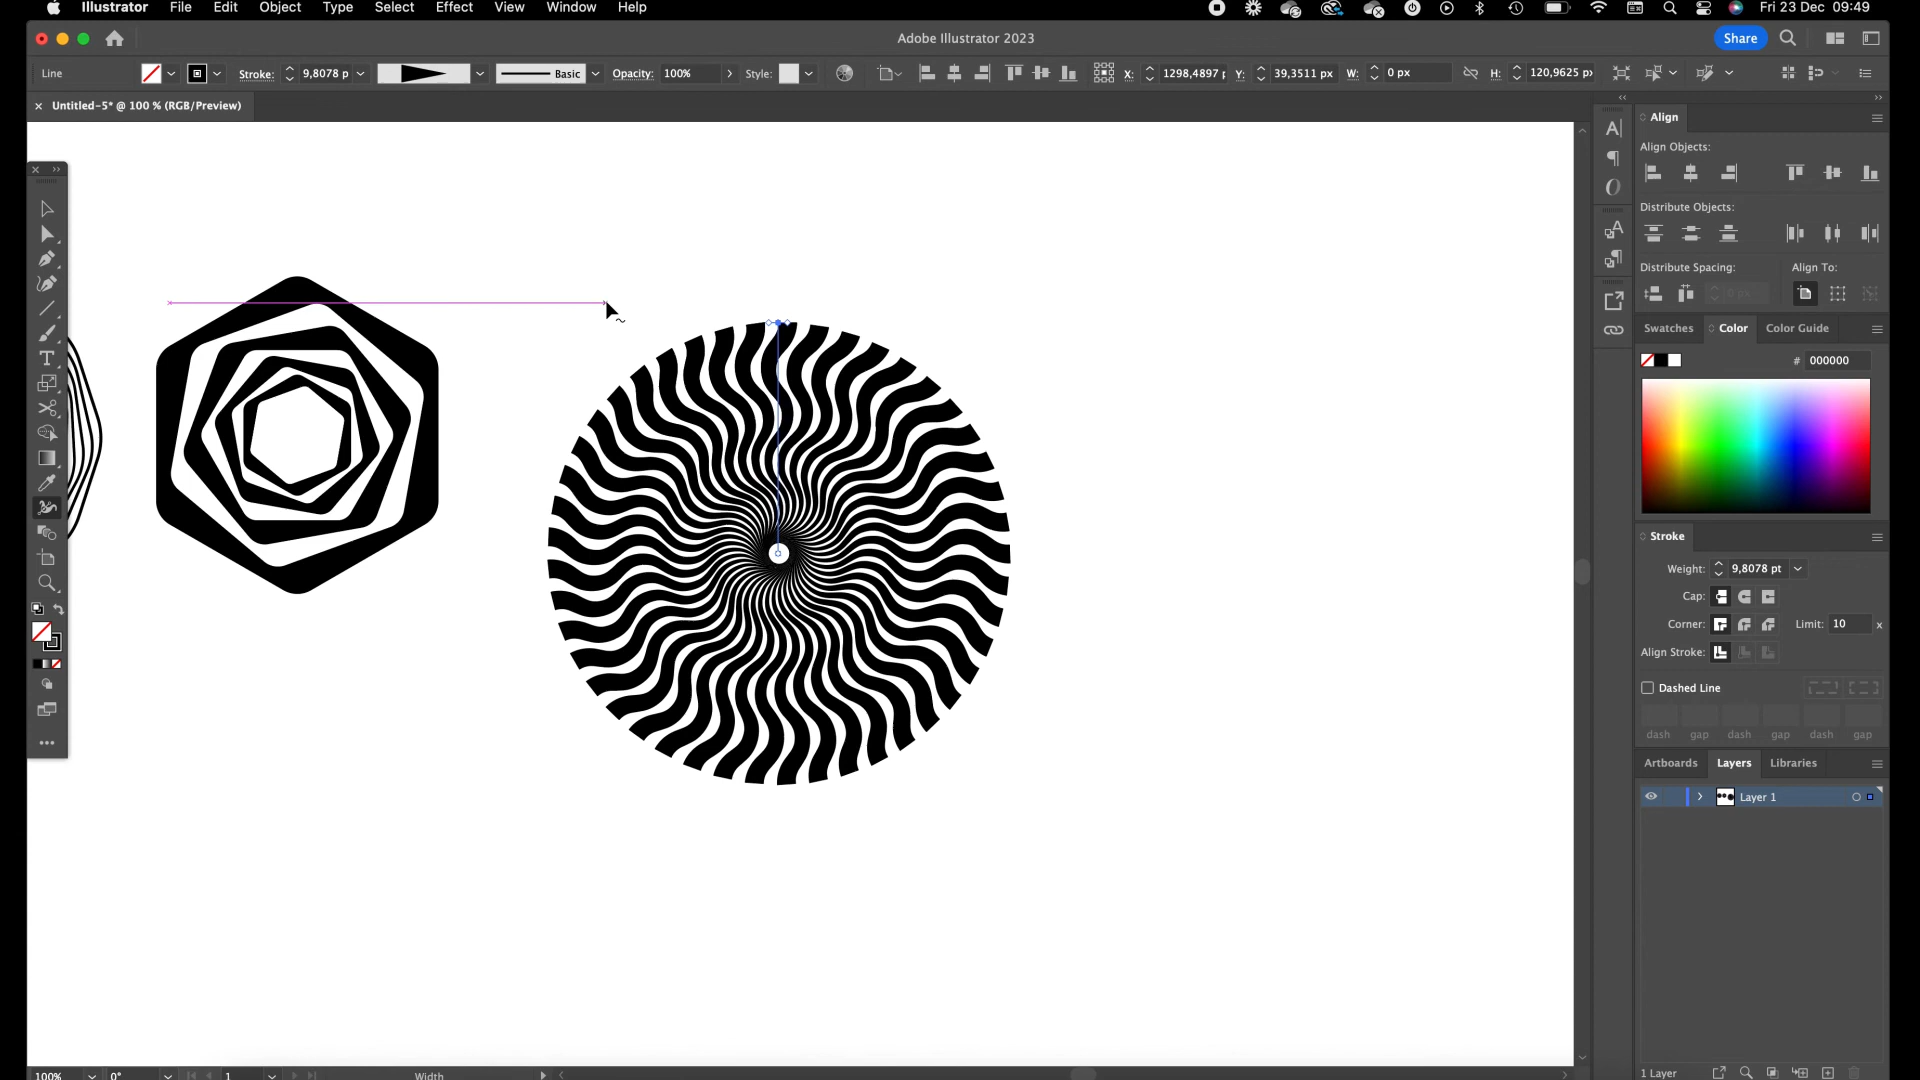 Illustrator File Edit Object Type Select Effect View Window Help Fri 23 Dec 09:49
Adobe Illustrator 2023 Share
Line Stroke: 9,8078 p Basic Opacity: 100% Style: X: 1298,4897 Y: 39,3511 px W: 0 px H: 120,9625 px
× Untitled-5* @ 100 % (RGB/Preview)
Align
Align Objects:
Distribute Objects:
Distribute Spacing: Align To:
0 px
Swatches Color Color Guide
# 000000
Stroke
Weight: 9,8078 pt
Cap:
Corner: Limit: 10 x
Align Stroke:
Dashed Line
dash gap dash gap dash gap
Artboards Layers Libraries
Layer 1
100% 0° 1 Width 1 Layer